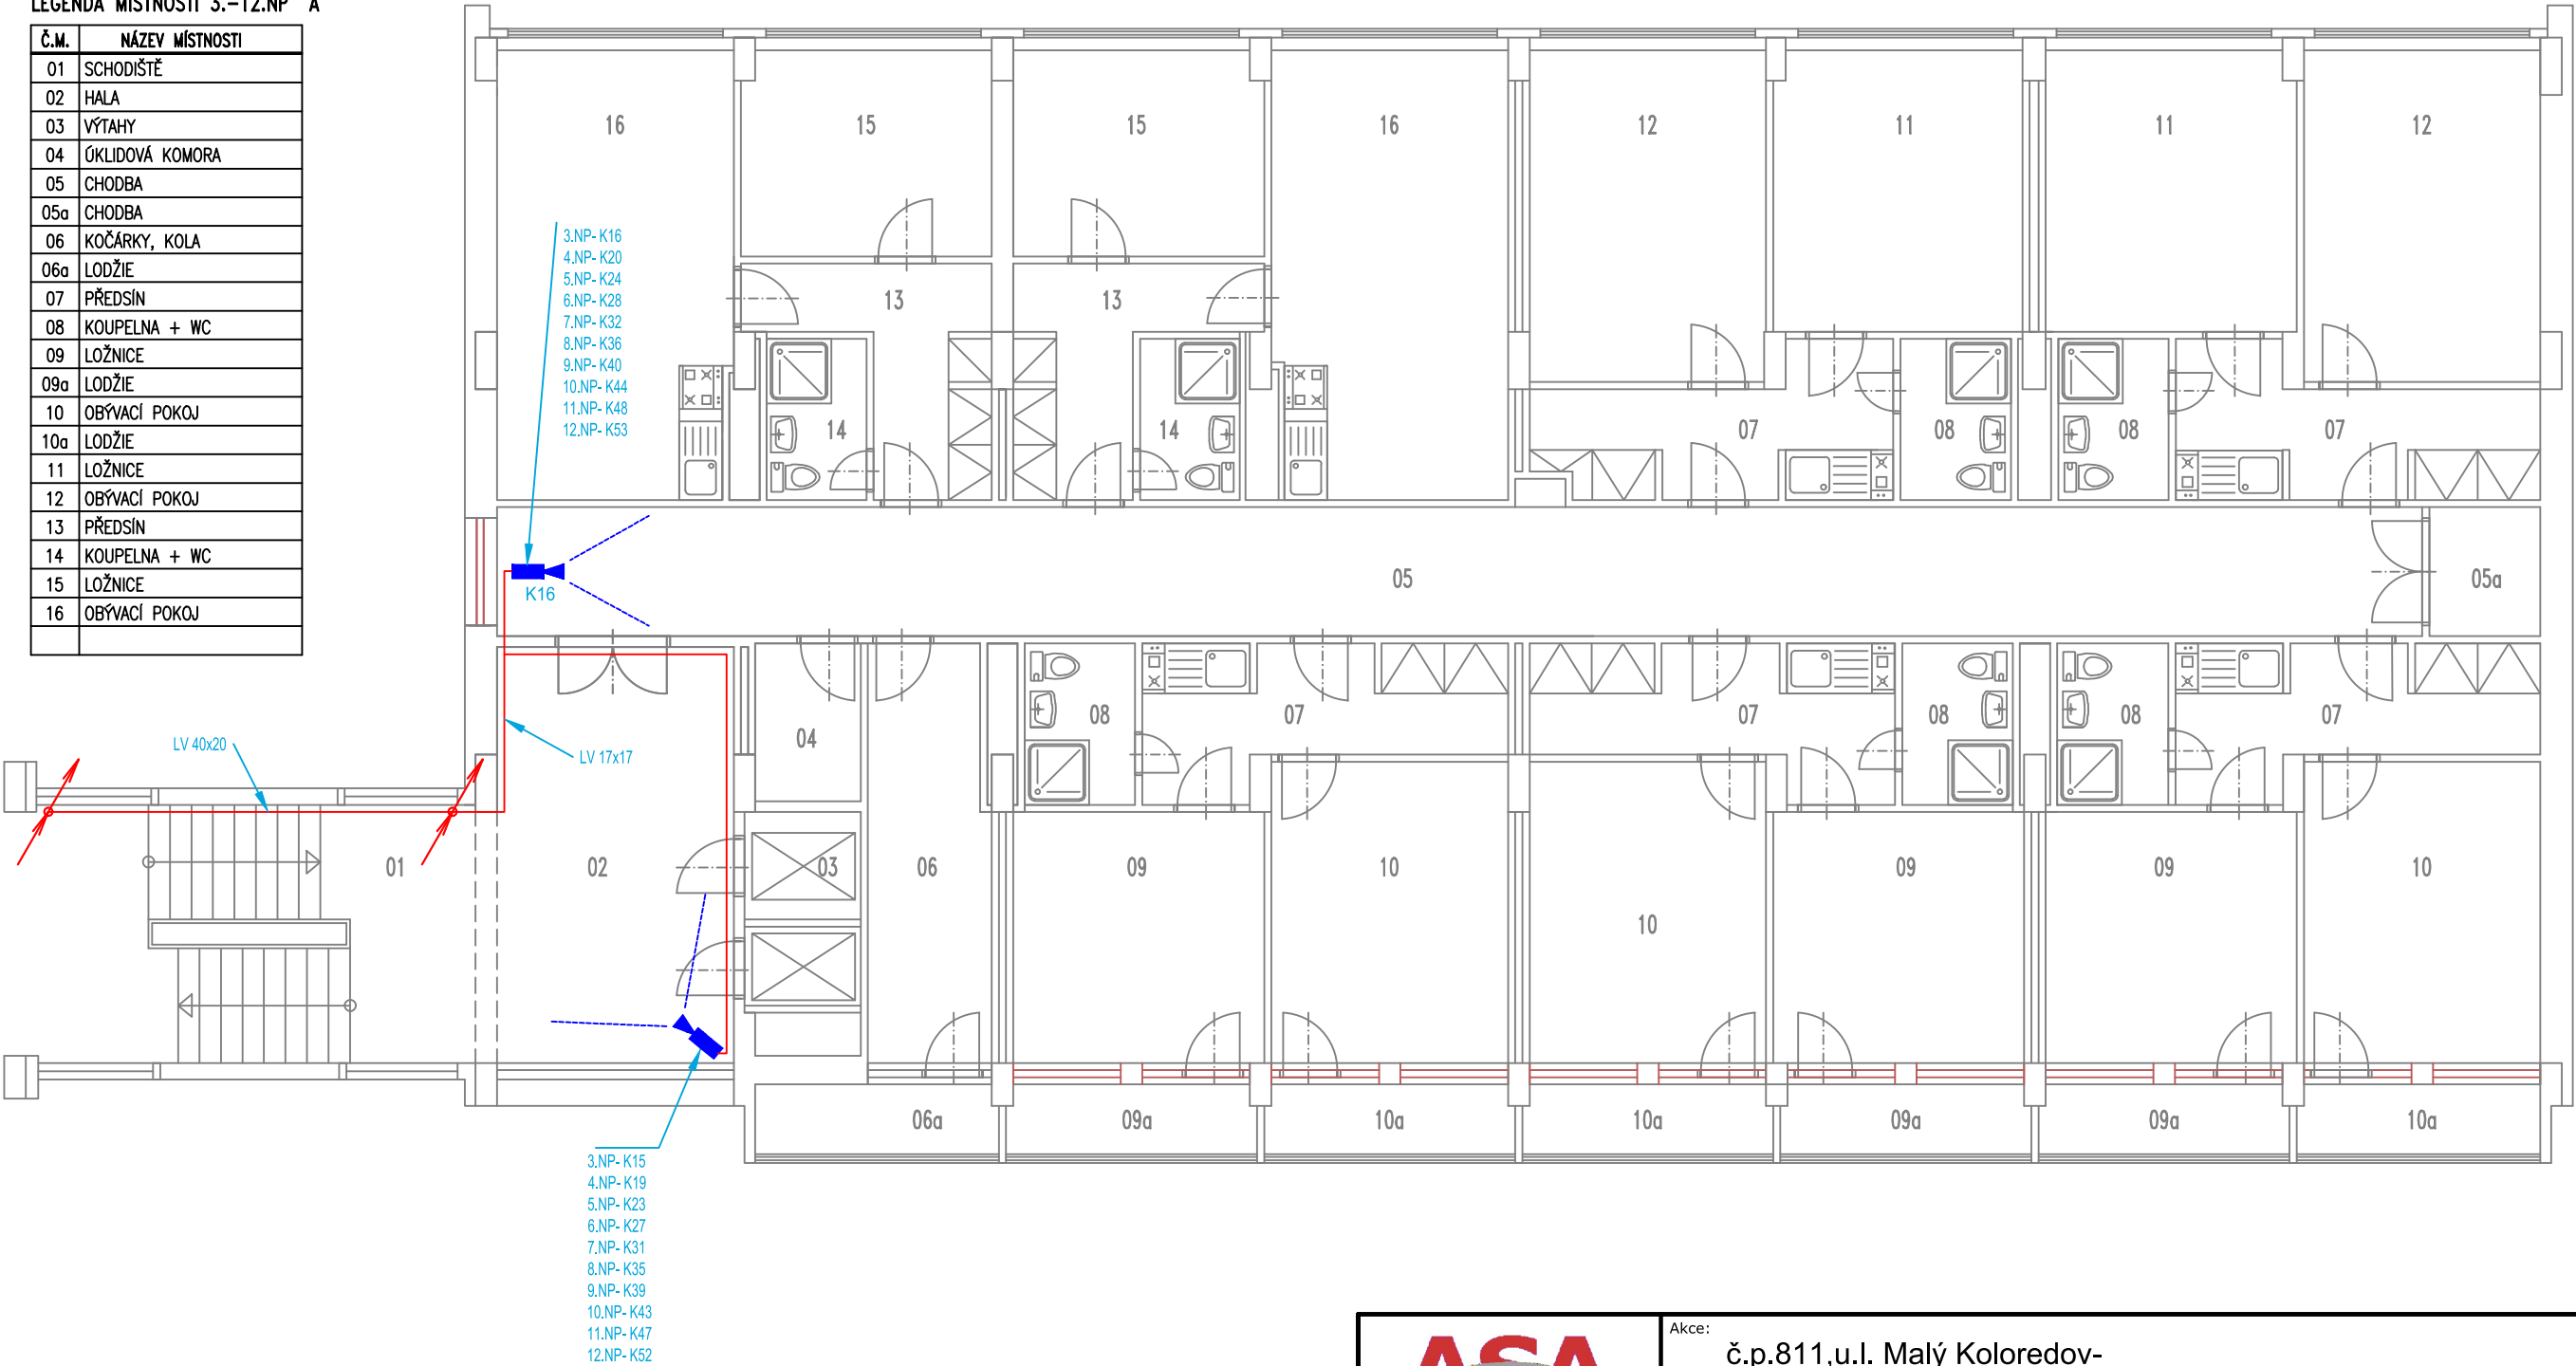 LEGENDA MÍSTNOSTÍ 3.-12.NP A
Č.M. NÁZEV MÍSTNOSTI
01 SCHODIŠTĚ
02 HALA
03 VÝTAHY
04 ÚKLIDOVÁ KOMORA
05 CHODBA
05a CHODBA
06 KOČÁRKY, KOLA
06a LODŽIE
07 PŘEDSÍN
08 KOUPELNA + WC
09 LOŽNICE
09a LODŽIE
10 OBÝVACÍ POKOJ
10a LODŽIE
11 LOŽNICE
12 OBÝVACÍ POKOJ
13 PŘEDSÍN
14 KOUPELNA + WC
15 LOŽNICE
16 OBÝVACÍ POKOJ
16 15 15 16 12 11 11 12
3.NP- K16
4.NP- K20
5.NP- K24
6.NP- K28
7.NP- K32
8.NP- K36
9.NP- K40
10.NP- K44
11.NP- K48
12.NP- K53
13 13
14 14 07 08 08 07
K16
05 05a
LV 40x20
LV 17x17
04 08 07 07 08 08 07
01 02 03 06 09 10 10 09 09 10
06a 09a 10a 10a 09a 09a 10a
3.NP- K15
4.NP- K19
5.NP- K23
6.NP- K27
7.NP- K31
8.NP- K35
9.NP- K39
10.NP- K43
11.NP- K47
12.NP- K52
ASA
Akce:
č.p.811,u.l. Malý Koloredov-